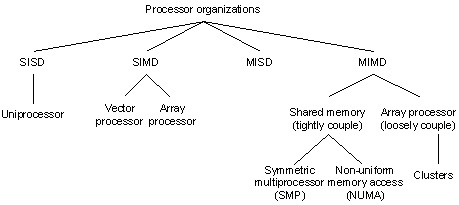 Processor organizations
SISD
SIMD
MISD
MIMD
Uniprocessor
Vector
processor
Array
processor
Shared memory
(tightly couple)
Array processor
(loosely couple)
Symmetric
multiprocessor
(SMP)
Non-uniform
memory access
(NUMA)
Clusters